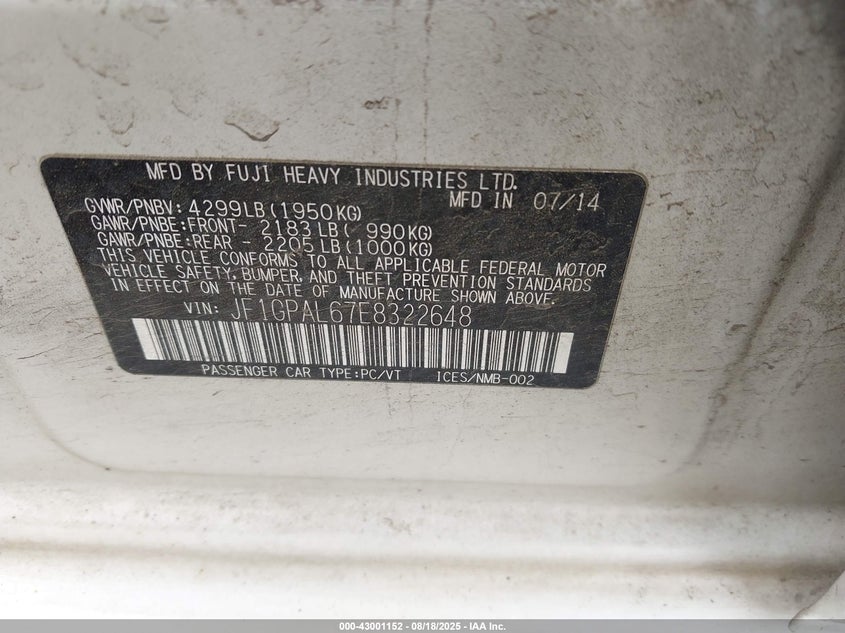 MFD BY FUJI HEAVY INDUSTRIES LTD.
MFD IN 07/14
GVWR/PNBV: 4299LB(1950KG)
GAWR/PNBE:FRONT- 2183LB( 990KG)
GAWR/PNBE:REAR - 2205LB(1000KG)
THIS VEHICLE CONFORMS TO ALL APPLICABLE FEDERAL MOTOR
VEHICLE SAFETY, BUMPER, AND THEFT PREVENTION STANDARDS
IN EFFECT ON THE DATE OF MANUFACTURE SHOWN ABOVE.
VIN: JF1GPAL67E8322648
PASSENGER CAR TYPE:PC/VT ICES/NMB-002
000-43001152 - 08/18/2025 - IAA Inc.